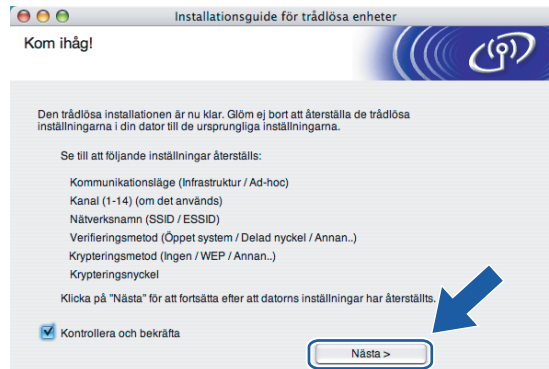 Installationsguide för trådlösa enheter
Kom ihåg!
Den trådlösa installationen är nu klar. Glöm ej bort att återställa de trådlösa
inställningarna i din dator till de ursprungliga inställningarna.
Se till att följande inställningar återställs:
Kommunikationsläge (Infrastruktur / Ad-hoc)
Kanal (1-14) (om det används)
Nätverksnamn (SSID / ESSID)
Verifieringsmetod (Öppet system / Delad nyckel / Annan..)
Krypteringsmetod (Ingen / WEP / Annan..)
Krypteringsnyckel
Klicka på "Nästa" för att fortsätta efter att datorns inställningar har återställts.
Kontrollera och bekräfta
Nästa >